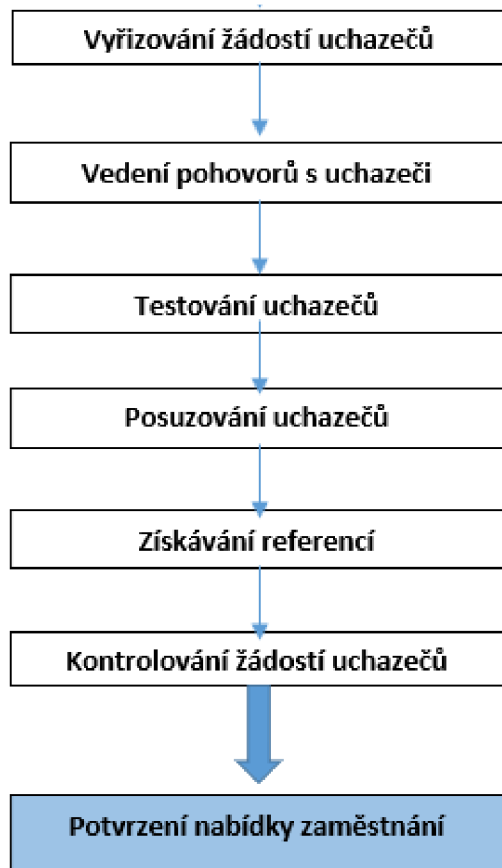 Vyřizování žádostí uchazečů
Vedení pohovorů s uchazeči
Testování uchazečů
Posuzování uchazečů
Získávání referencí
Kontrolování žádostí uchazečů
Potvrzení nabídky zaměstnání